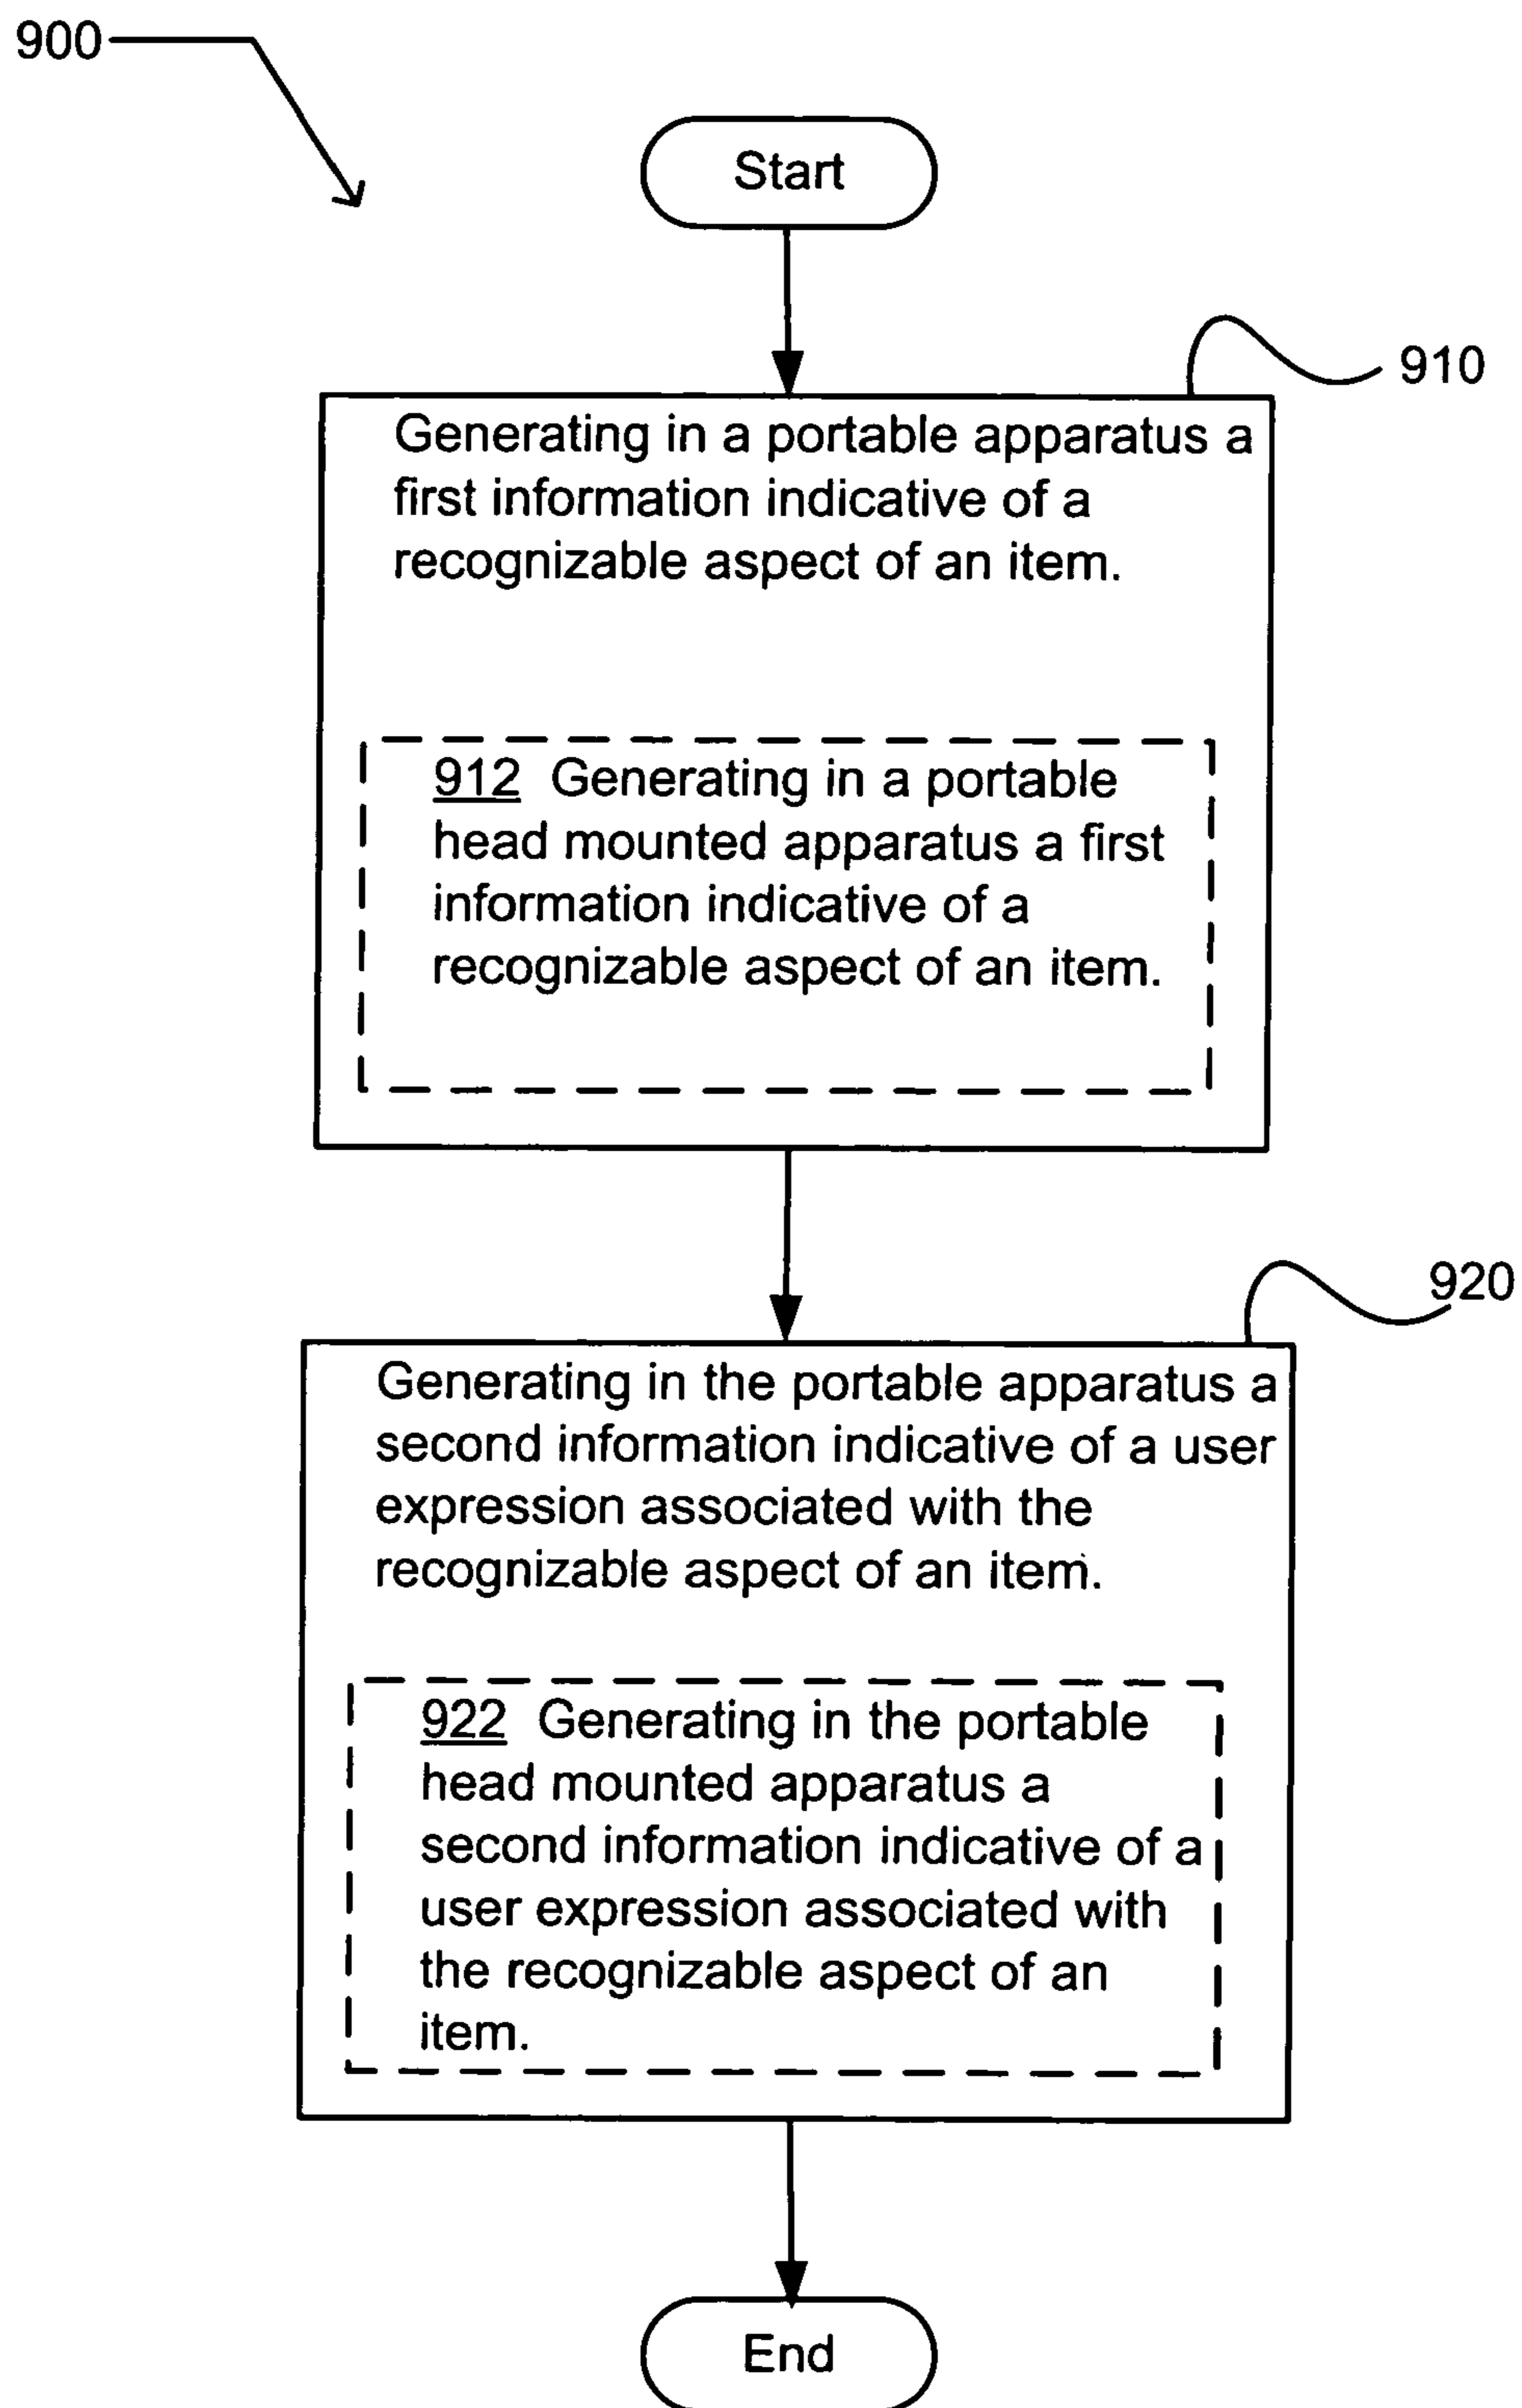 900
Start
910
Generating in a portable apparatus a
first information indicative of a
recognizable aspect of an item.
912 Generating in a portable
head mounted apparatus a first
information indicative of a
recognizable aspect of an item.
920
Generating in the portable apparatus a
second information indicative of a user
expression associated with the
recognizable aspect of an item.
922 Generating in the portable
head mounted apparatus a
second information indicative of a
user expression associated with
the recognizable aspect of an
item.
End